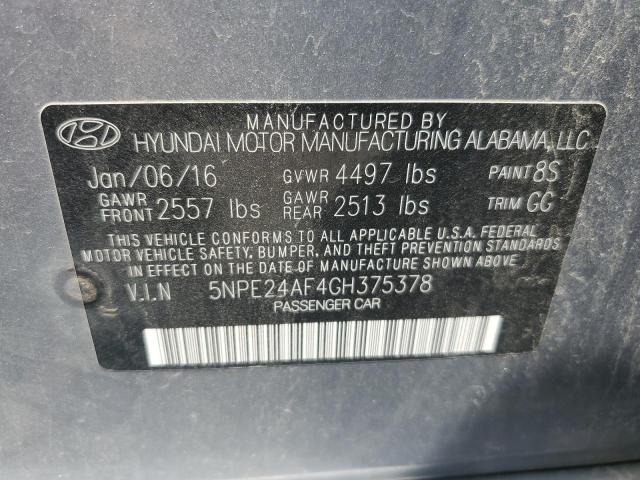 MANUFACTURED BY
HYUNDAI MOTOR MANUFACTURING ALABAMA, LLC
Jan/06/16 GVWR 4497 lbs PAINT 8S
GAWR FRONT 2557 lbs GAWR REAR 2513 lbs TRIM GG
THIS VEHICLE CONFORMS TO ALL APPLICABLE U.S.A. FEDERAL
MOTOR VEHICLE SAFETY, BUMPER, AND THEFT PREVENTION STANDARDS
IN EFFECT ON THE DATE OF MANUFACTURE SHOWN ABOVE.
V.I.N 5NPE24AF4GH375378
PASSENGER CAR